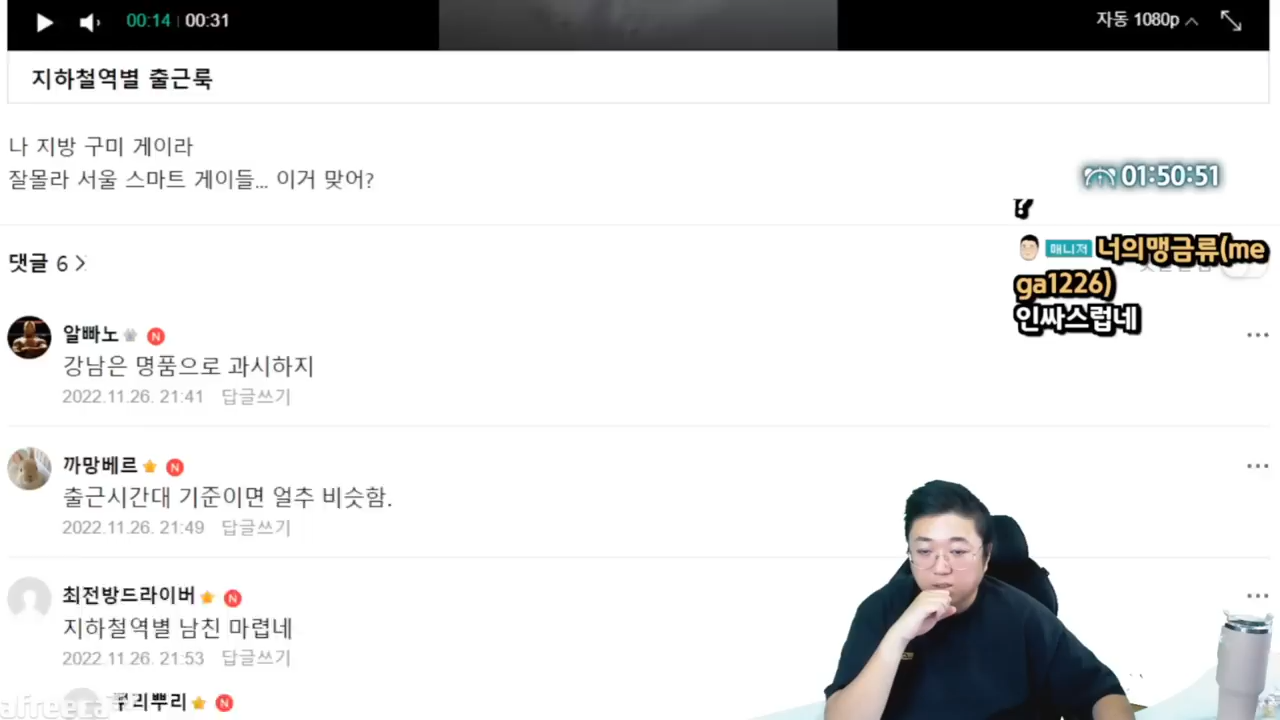 00:14 00:31
자동 1080p
지하철역별 출근룩
나 지방 구미 게이라
잘몰라 서울 스마트 게이들... 이거 맞어?
01:50:51
?
매니저 너의맹금류(me
ga1226)
인싸스럽네
댓글 6
알빠노 N
강남은 명품으로 과시하지
2022.11.26. 21:41 답글쓰기
까망베르 N
출근시간대 기준이면 얼추 비슷함.
2022.11.26. 21:49 답글쓰기
최전방드라이버 N
지하철역별 남친 마렵네
2022.11.26. 21:53 답글쓰기
뿌리뿌리 N
afreeca